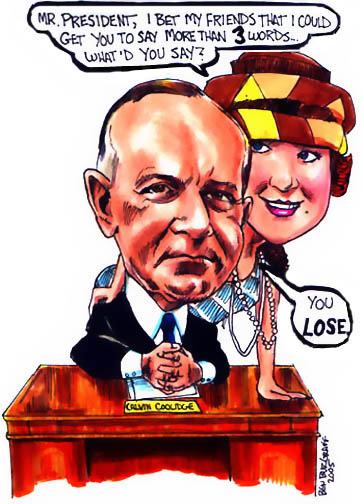 MR. PRESIDENT, I BET MY FRIENDS THAT I COULD
GET YOU TO SAY MORE THAN 3 WORDS...
WHAT'D YOU SAY?
YOU
LOSE.
CALVIN COOLIDGE
2005